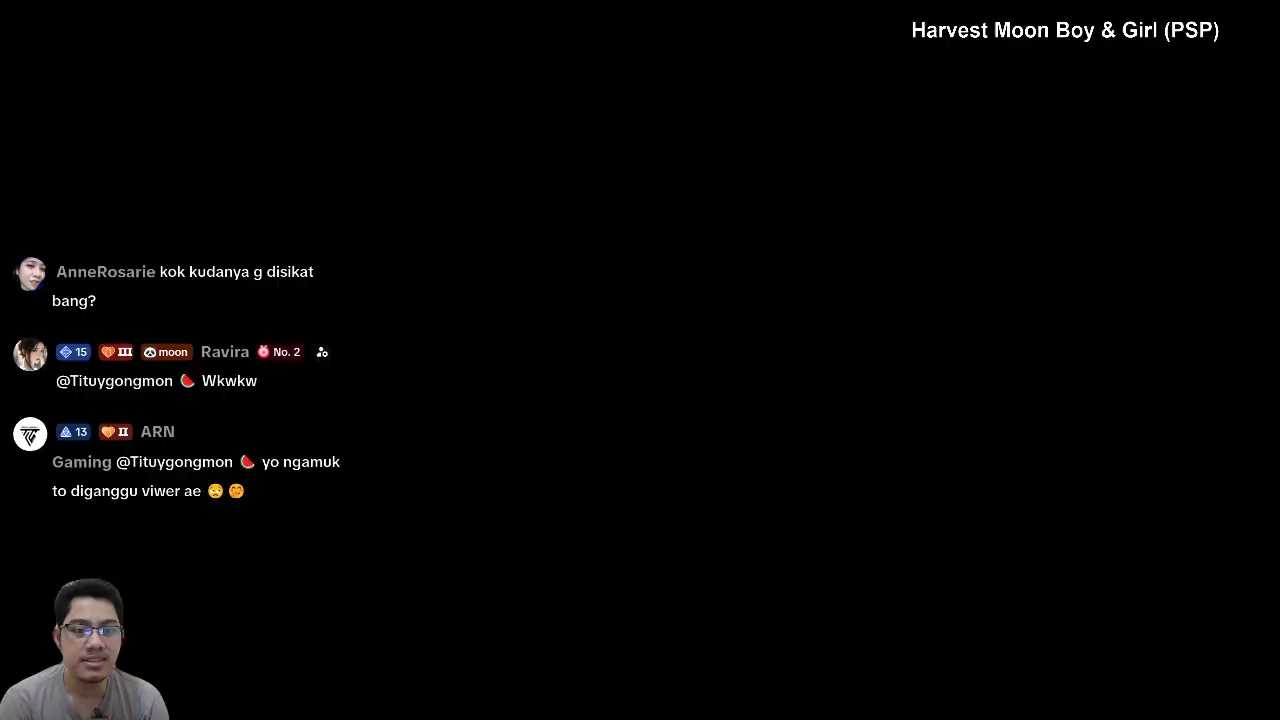 Harvest Moon Boy & Girl (PSP)
AnneRosarie kok kudanya g disikat
bang?
15 III moon Ravira No. 2
@Tituygongmon 🍉 Wkwkw
13 II ARN
Gaming @Tituygongmon 🍉 yo ngamuk
to diganggu viwer ae 😳 🤭